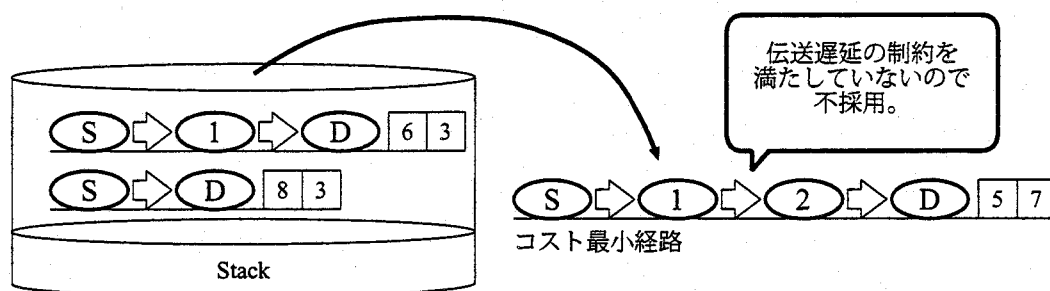 伝送遅延の制約を
満たしていないので
不採用。
S 1 D 6 3
S D 8 3
S 1 2 D 5 7
コスト最小経路
Stack